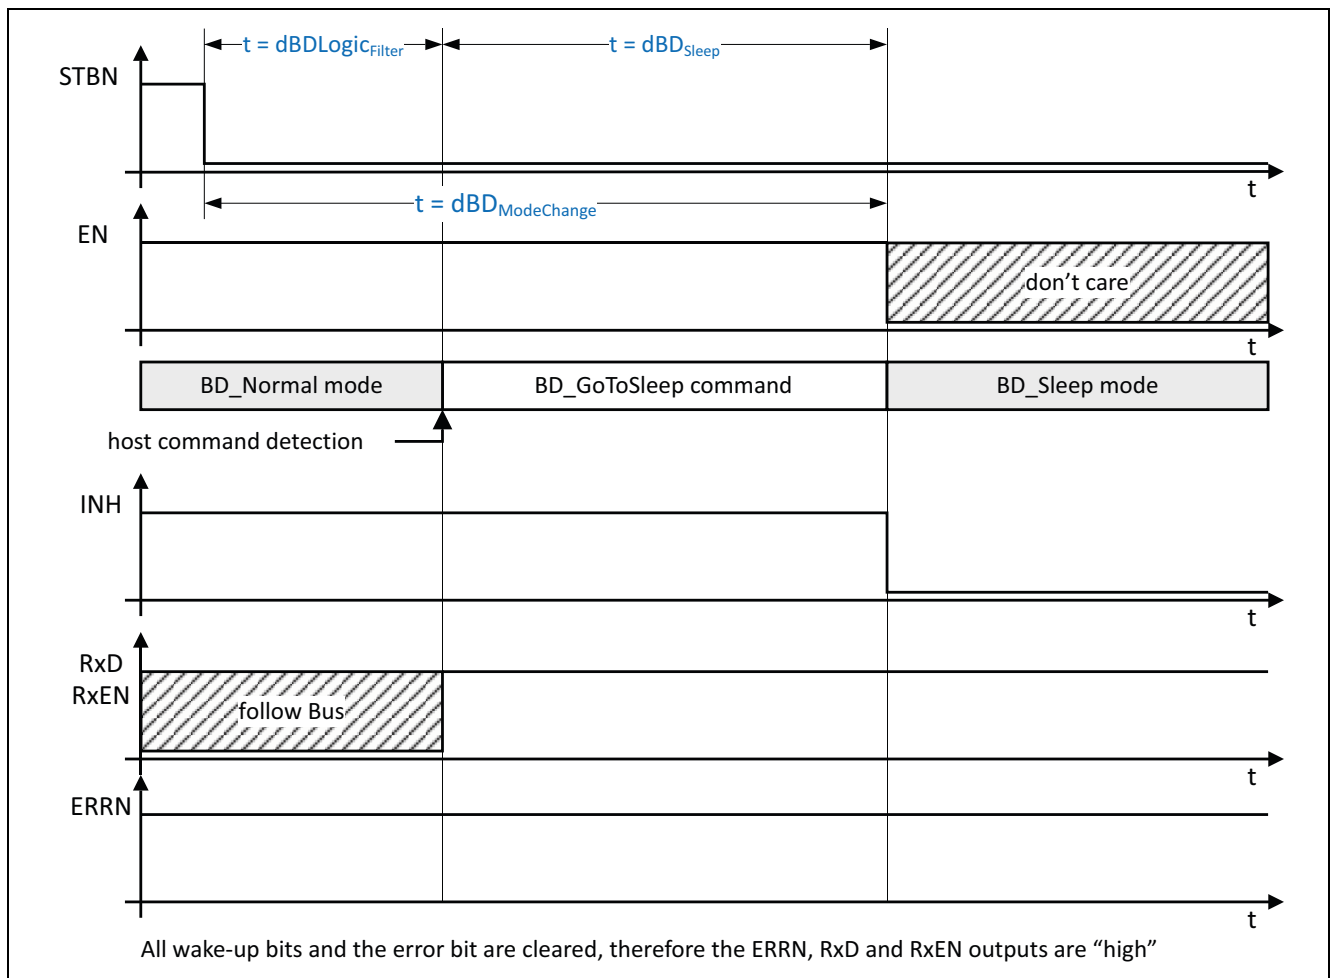 t = dBDLogicFilter
t = dBDSleep
STBN
t
t = dBDModeChange
EN
don't care
t
BD_Normal mode
BD_GoToSleep command
BD_Sleep mode
host command detection
INH
t
RxD
RxEN
follow Bus
t
ERRN
t
All wake-up bits and the error bit are cleared, therefore the ERRN, RxD and RxEN outputs are “high”